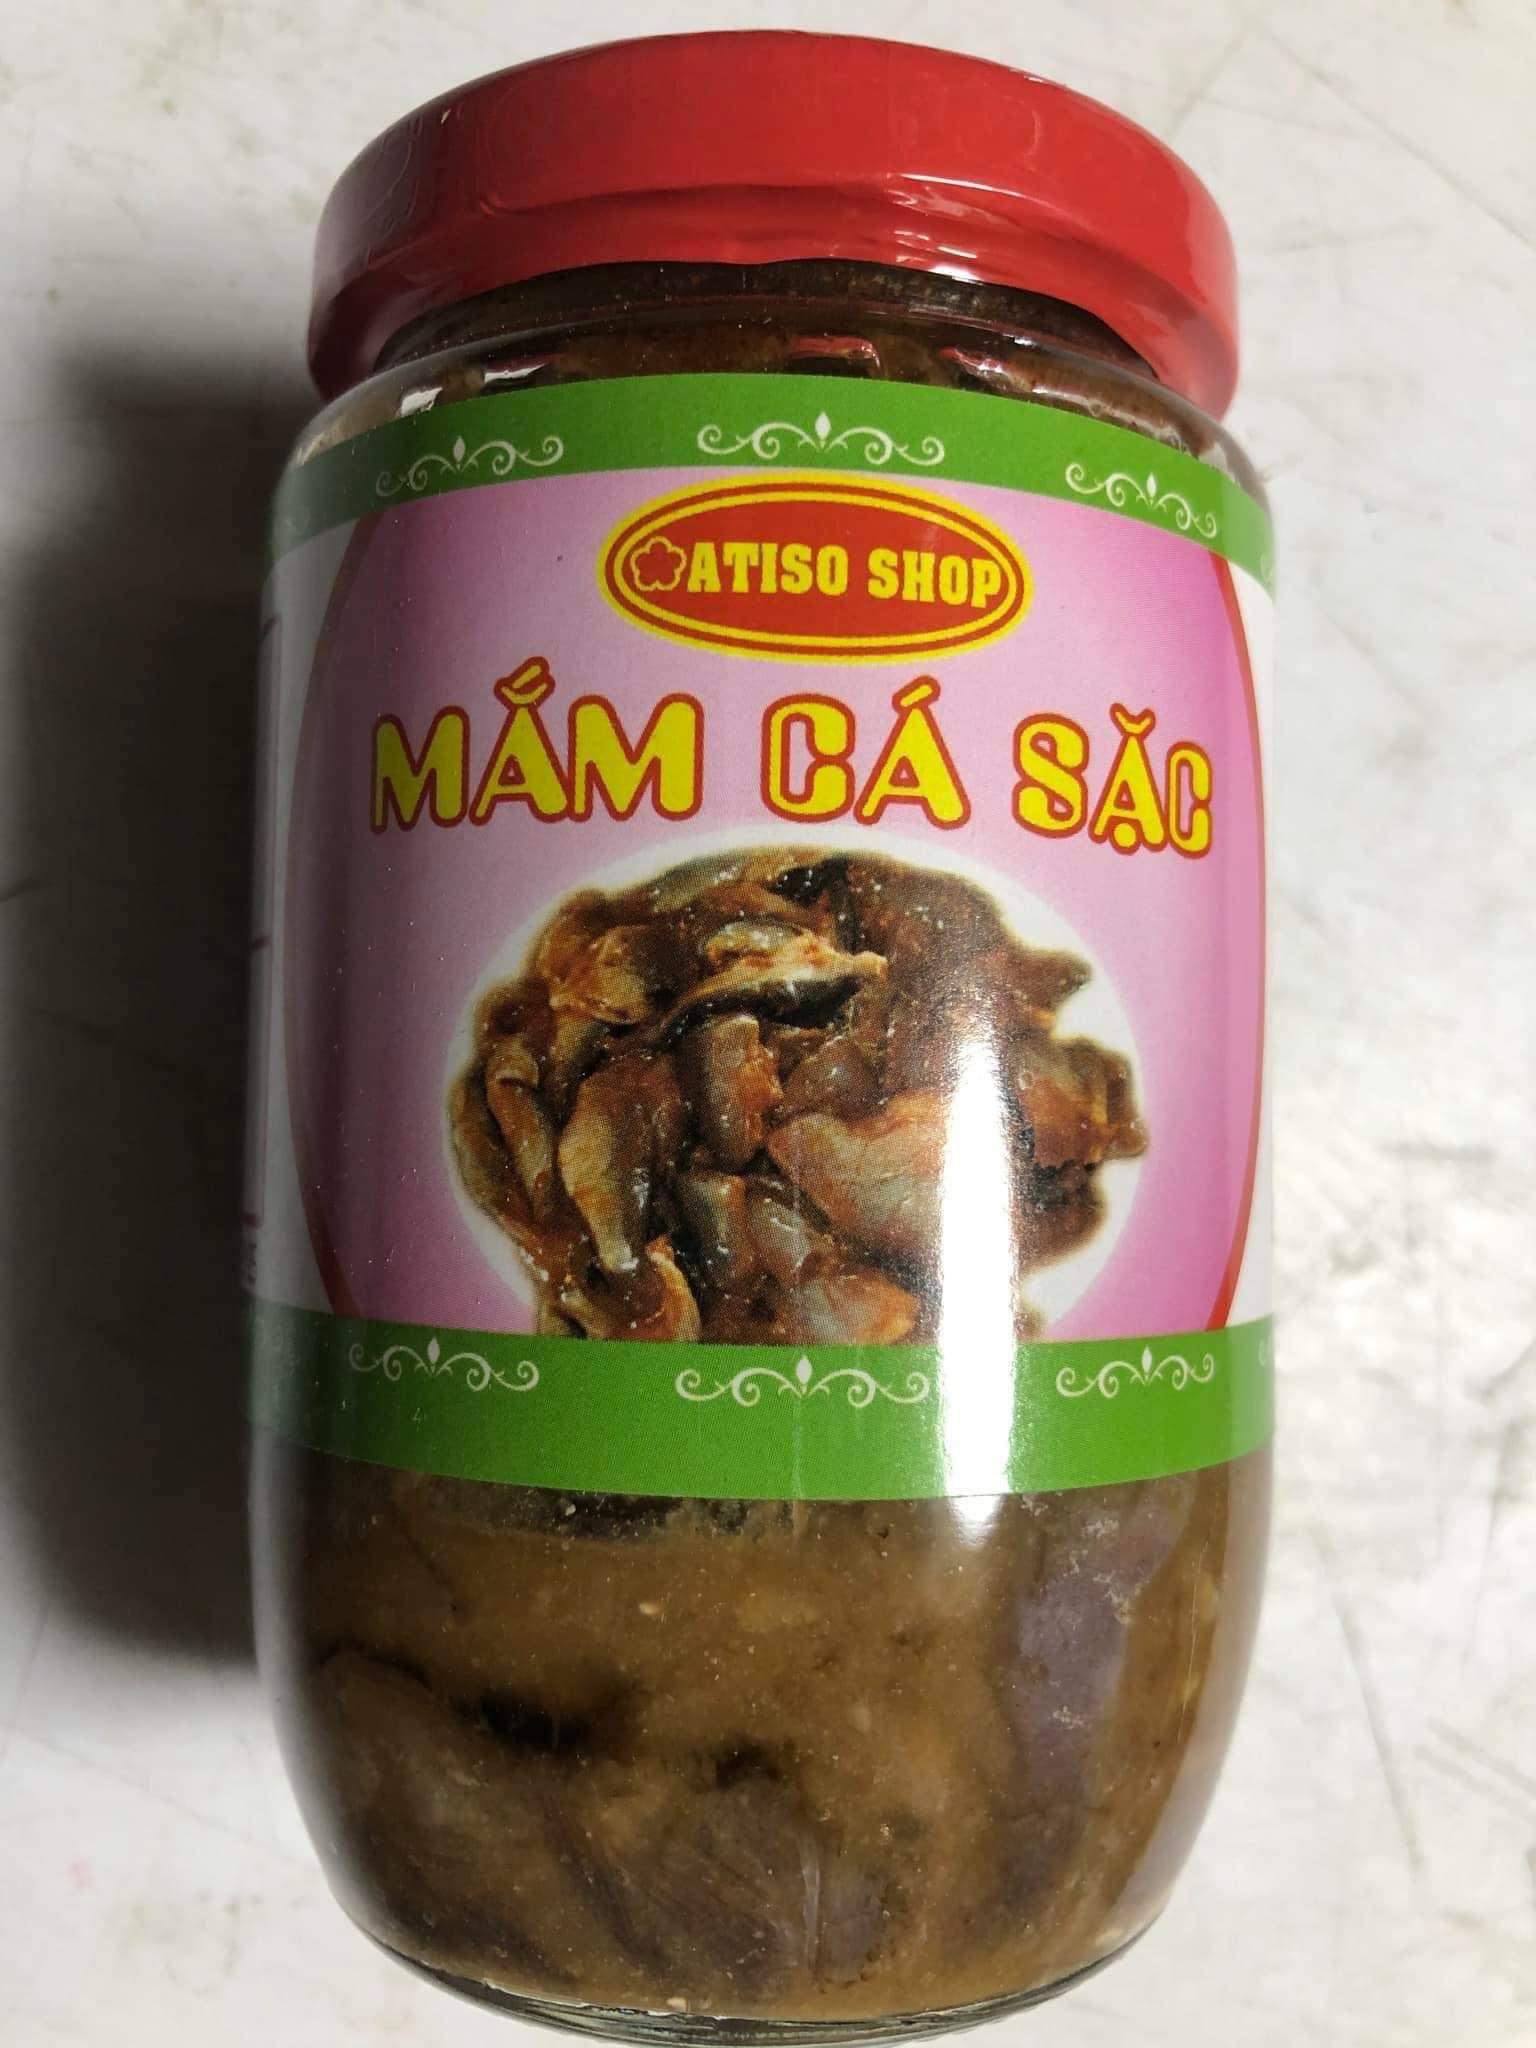 ATISO SHOP
MẮM CÁ SẶC